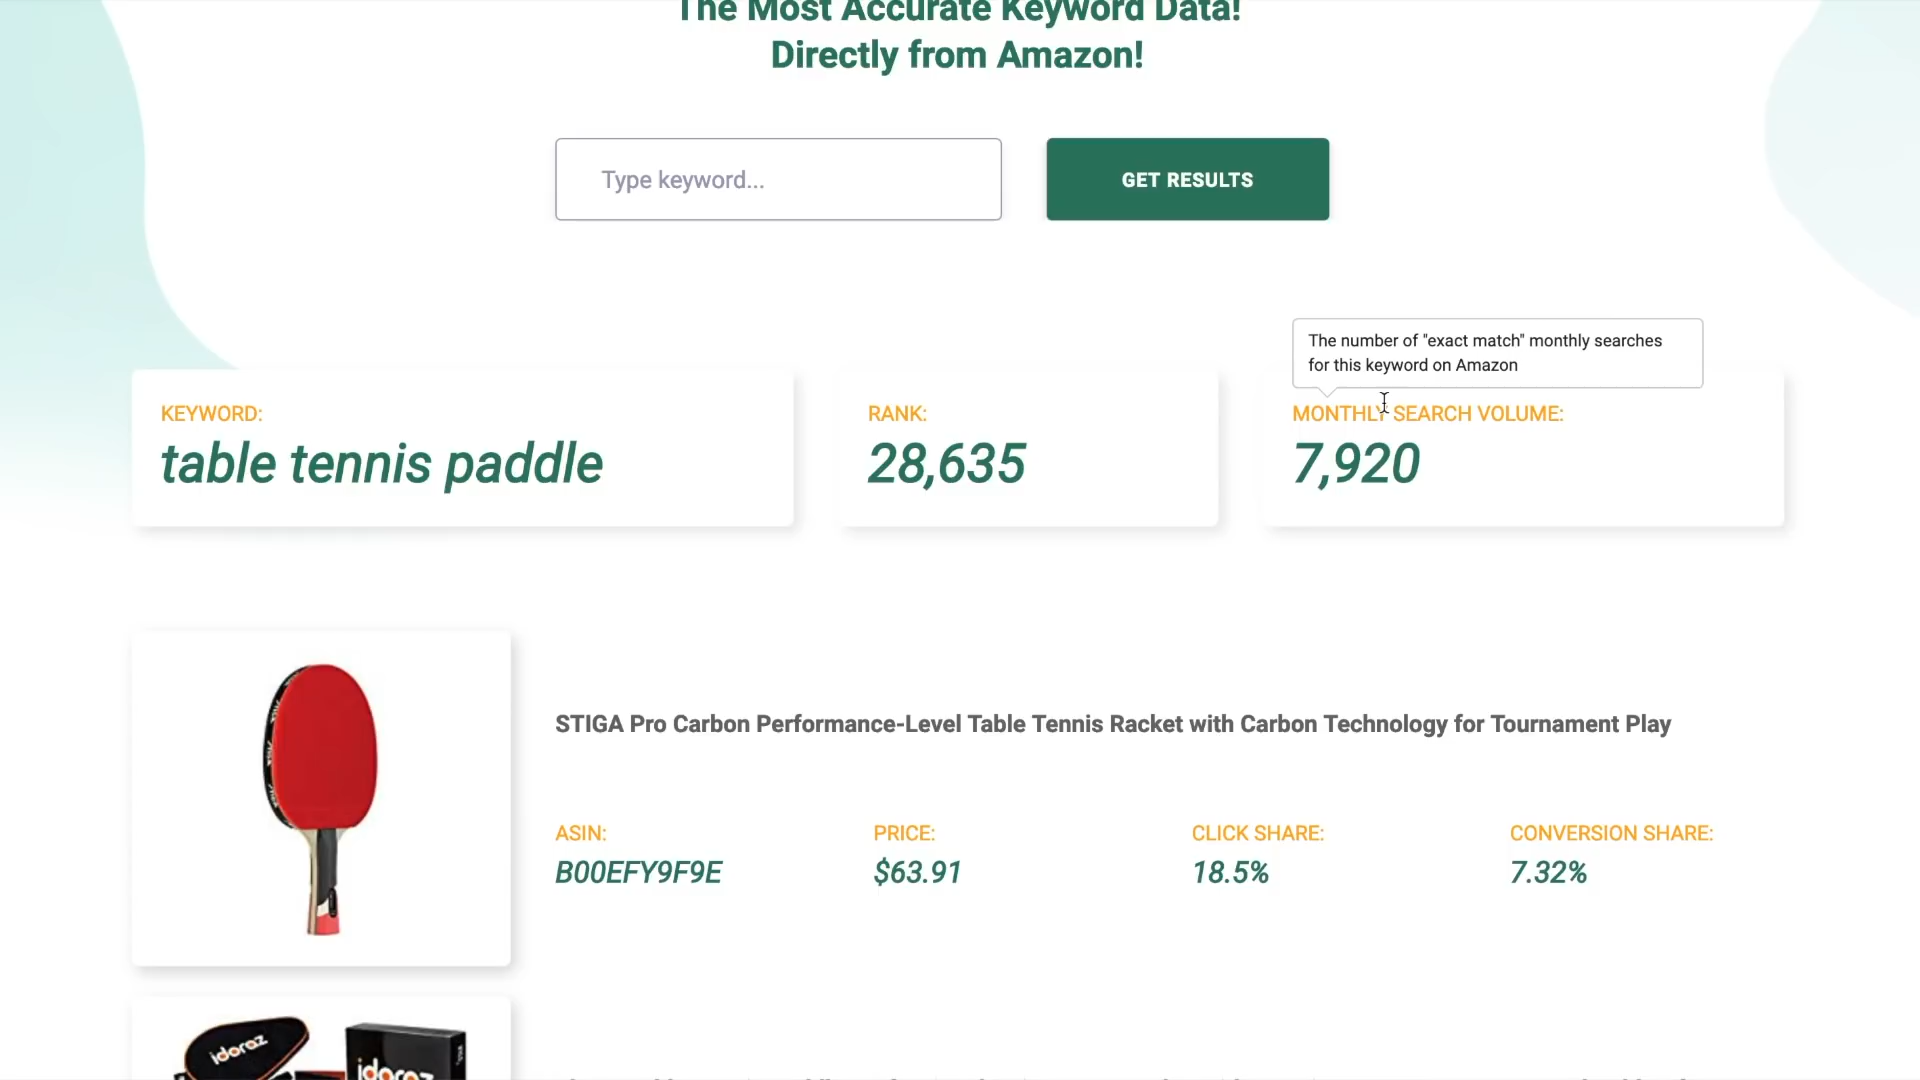 The Most Accurate Keyword Data!
Directly from Amazon!
Type keyword...
GET RESULTS
The number of "exact match" monthly searches
for this keyword on Amazon
KEYWORD:
table tennis paddle
RANK:
28,635
MONTHLY SEARCH VOLUME:
7,920
STIGA Pro Carbon Performance-Level Table Tennis Racket with Carbon Technology for Tournament Play
ASIN:
B00EFY9F9E
PRICE:
$63.91
CLICK SHARE:
18.5%
CONVERSION SHARE:
7.32%
idoraz
idoraz